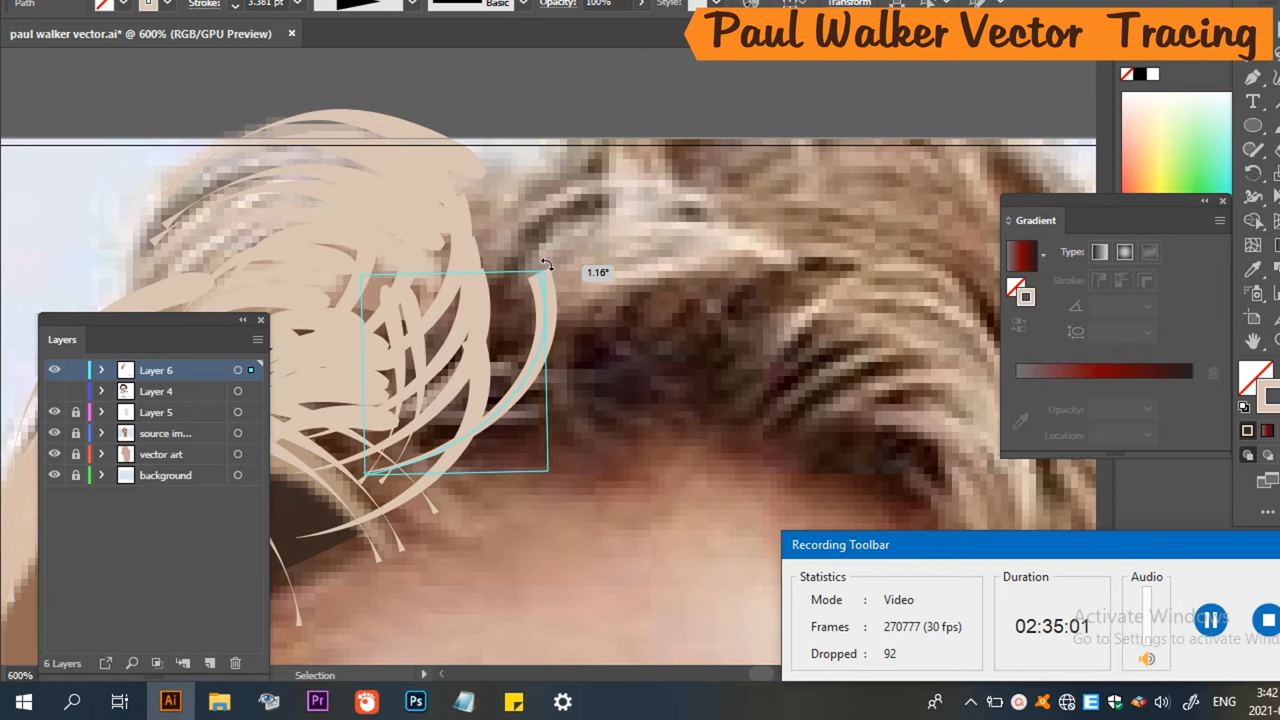 Path
Stroke:
3.381 pt
Basic
Opacity:
100%
Style:
Transform
Paul Walker Vector Tracing
paul walker vector.ai* @ 600% (RGB/GPU Preview)
1.16°
Gradient
Type:
Stroke:
Opacity:
Location:
Layers
Layer 6
Layer 4
Layer 5
source im...
vector art
background
6 Layers
Recording Toolbar
Statistics
Mode : Video
Frames : 270777 (30 fps)
Dropped : 92
Duration
02:35:01
Audio
Activate Windows
Go to Settings to activate Win
600%
Selection
Ai
Pr
Ps
ENG
3:42
2021-